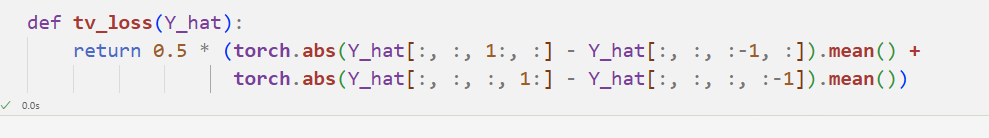 def tv_loss(Y_hat):
    return 0.5 * (torch.abs(Y_hat[:, :, 1:, :] - Y_hat[:, :, :-1, :]).mean() +
                  torch.abs(Y_hat[:, :, :, 1:] - Y_hat[:, :, :, :-1]).mean())
✓ 0.0s